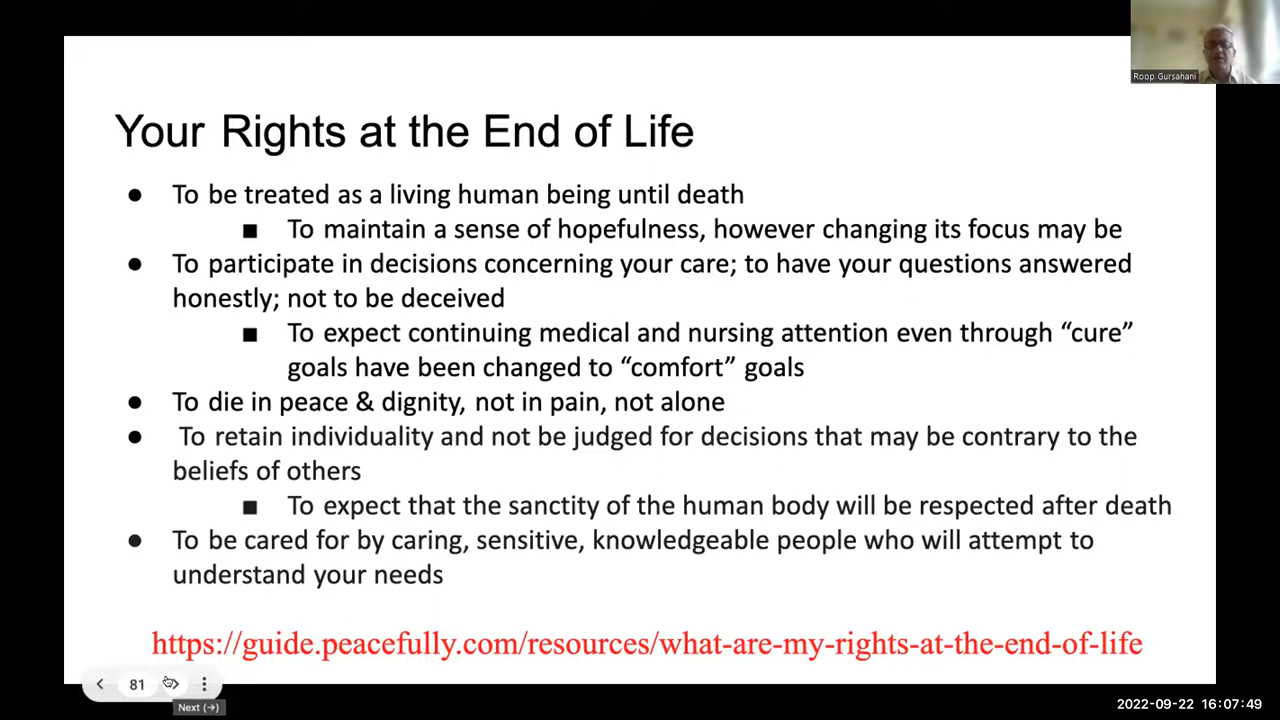 Roop Gursahani
Your Rights at the End of Life
● To be treated as a living human being until death
■ To maintain a sense of hopefulness, however changing its focus may be
● To participate in decisions concerning your care; to have your questions answered
honestly; not to be deceived
■ To expect continuing medical and nursing attention even through “cure”
goals have been changed to “comfort” goals
● To die in peace & dignity, not in pain, not alone
● To retain individuality and not be judged for decisions that may be contrary to the
beliefs of others
■ To expect that the sanctity of the human body will be respected after death
● To be cared for by caring, sensitive, knowledgeable people who will attempt to
understand your needs
https://guide.peacefully.com/resources/what-are-my-rights-at-the-end-of-life
81
Next (→)
2022-09-22 16:07:49